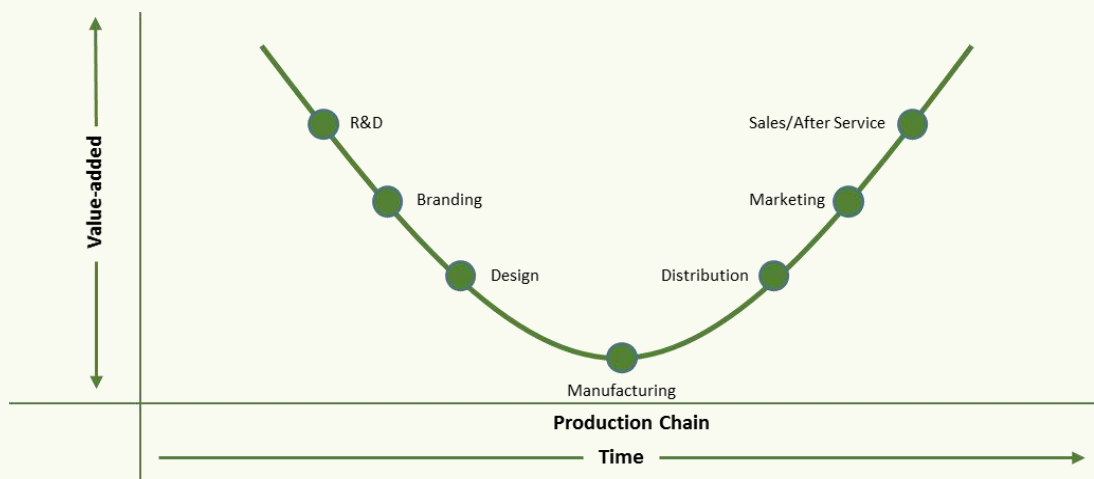 R&D
Sales/After Service
Branding
Marketing
Value-added
Design
Distribution
Manufacturing
Production Chain
Time